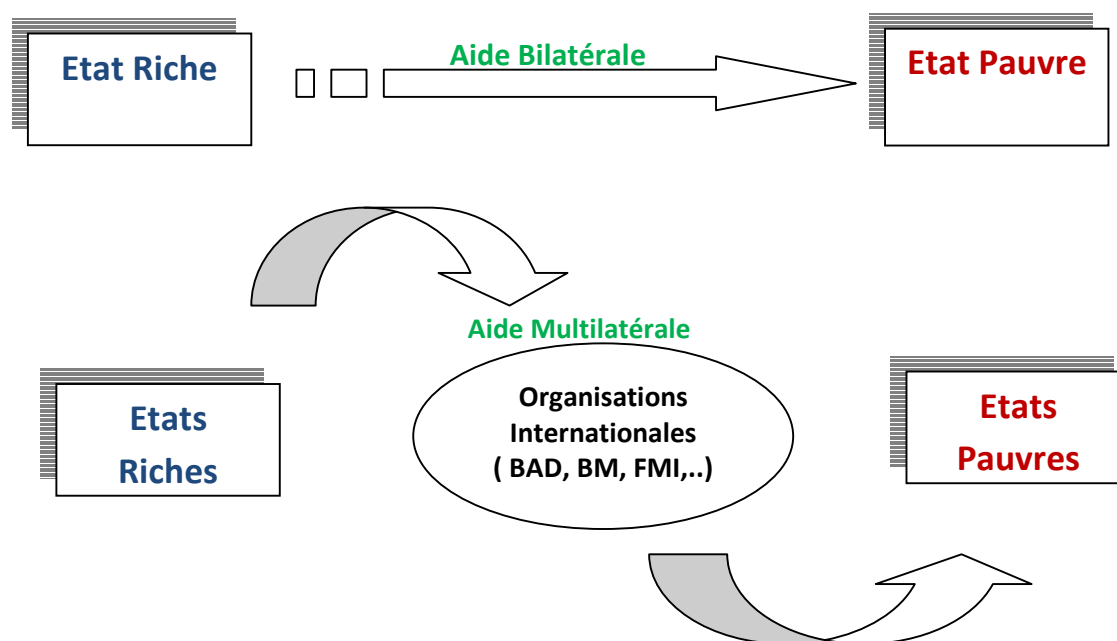 Etat Riche
Aide Bilatérale
Etat Pauvre
Aide Multilatérale
Etats
Riches
Organisations
Internationales
( BAD, BM, FMI,..)
Etats
Pauvres